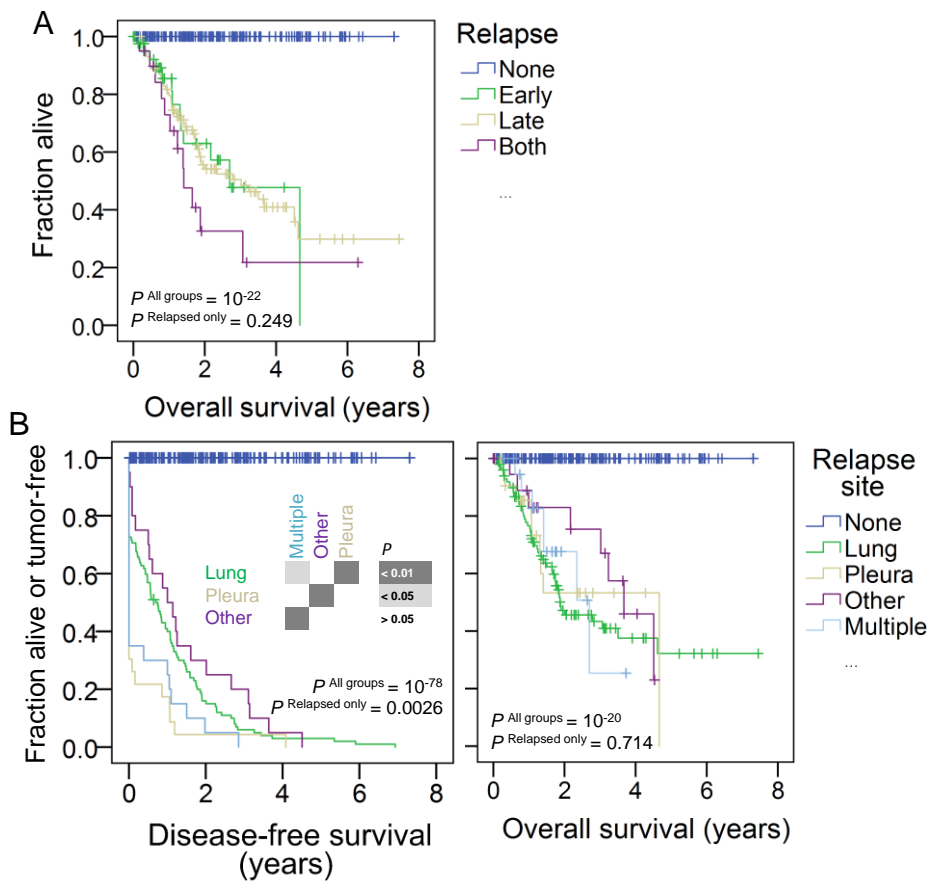 A
Relapse
None
Early
Late
Both
...
Fraction alive
1.0
0.8
0.6
0.4
0.2
0.0
P All groups = 10-22
P Relapsed only = 0.249
0 2 4 6 8
Overall survival (years)
B
Fraction alive or tumor-free
1.0
0.8
0.6
0.4
0.2
0.0
Multiple
Other
Pleura
P
Lung
Pleura
Other
< 0.01
< 0.05
> 0.05
P All groups = 10-78
P Relapsed only = 0.0026
0 2 4 6 8
Disease-free survival
(years)
P All groups = 10-20
P Relapsed only = 0.714
0 2 4 6 8
Overall survival (years)
Relapse
site
None
Lung
Pleura
Other
Multiple
...